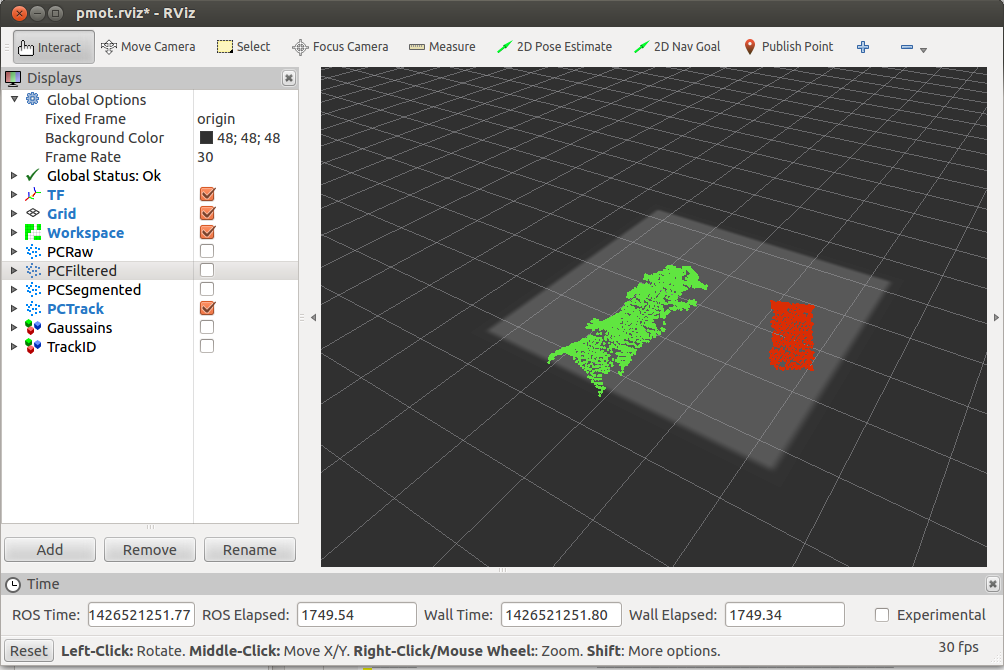 pmot.rviz* - RViz
Interact Move Camera Select Focus Camera Measure 2D Pose Estimate 2D Nav Goal Publish Point
Displays
Global Options
Fixed Frame origin
Background Color 48; 48; 48
Frame Rate 30
Global Status: Ok
TF
Grid
Workspace
PCRaw
PCFiltered
PCSegmented
PCTrack
Gaussains
TrackID
Add Remove Rename
Time
ROS Time: 1426521251.77 ROS Elapsed: 1749.54 Wall Time: 1426521251.80 Wall Elapsed: 1749.34 Experimental
Reset Left-Click: Rotate. Middle-Click: Move X/Y. Right-Click/Mouse Wheel:: Zoom. Shift: More options. 30 fps